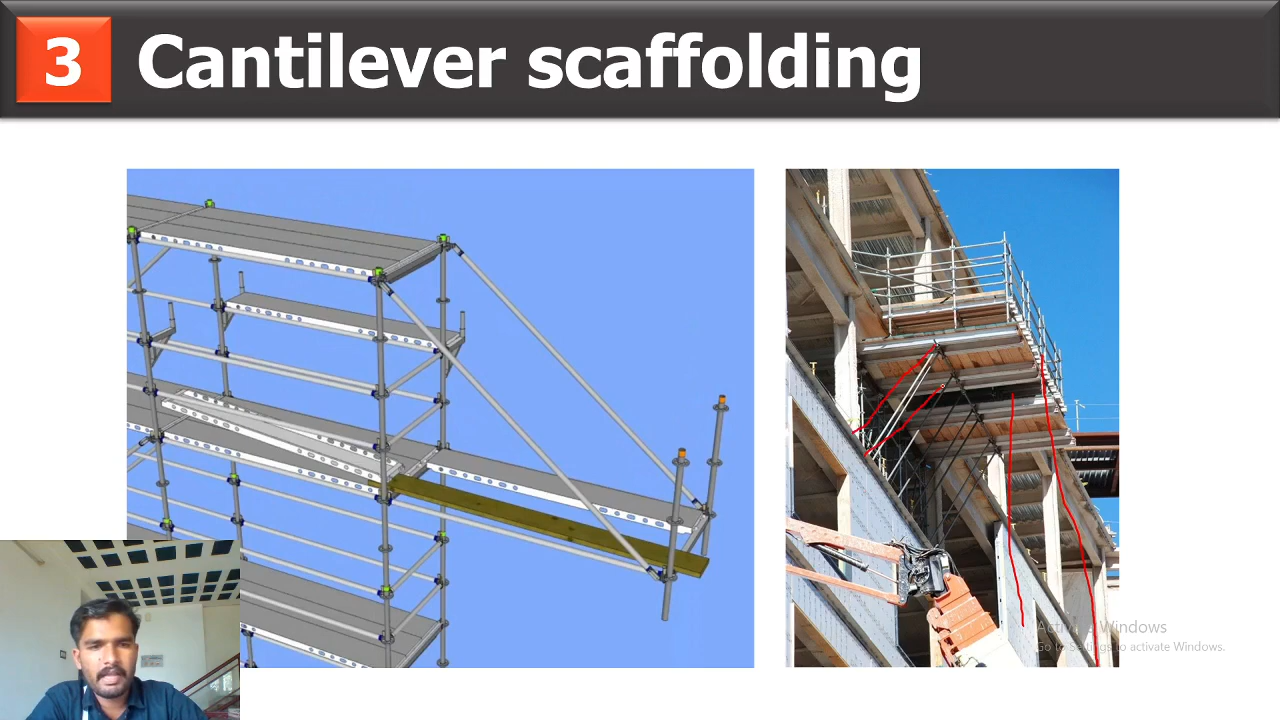 3 Cantilever scaffolding
Activate Windows
Go to Settings to activate Windows.